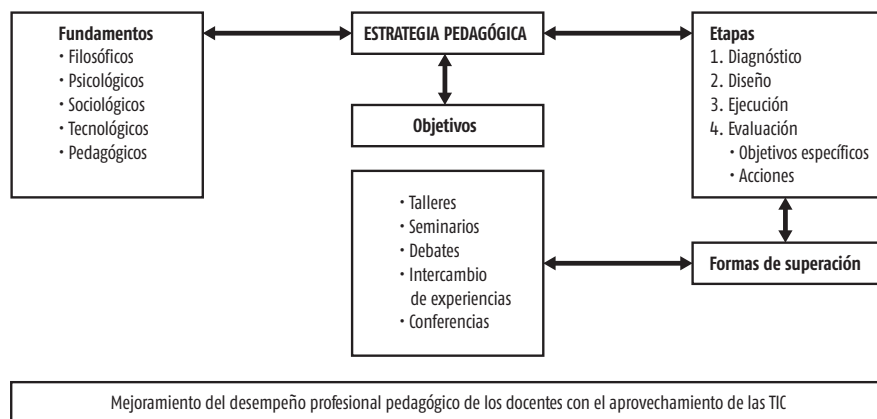 Fundamentos
· Filosóficos
· Psicológicos
· Sociológicos
· Tecnológicos
· Pedagógicos
ESTRATEGIA PEDAGÓGICA
Objetivos
Etapas
1. Diagnóstico
2. Diseño
3. Ejecución
4. Evaluación
· Objetivos específicos
· Acciones
· Talleres
· Seminarios
· Debates
· Intercambio
de experiencias
· Conferencias
Formas de superación
Mejoramiento del desempeño profesional pedagógico de los docentes con el aprovechamiento de las TIC